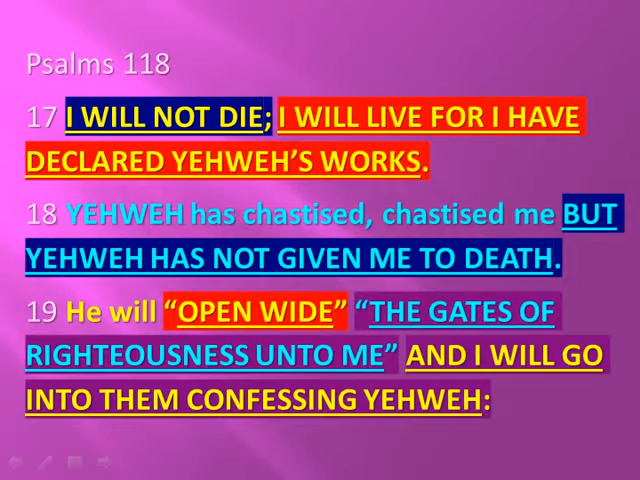 Psalms 118
17 I WILL NOT DIE; I WILL LIVE FOR I HAVE
DECLARED YEHWEH’S WORKS.
18 YEHWEH has chastised, chastised me BUT
YEHWEH HAS NOT GIVEN ME TO DEATH.
19 He will “OPEN WIDE” “THE GATES OF
RIGHTEOUSNESS UNTO ME” AND I WILL GO
INTO THEM CONFESSING YEHWEH: